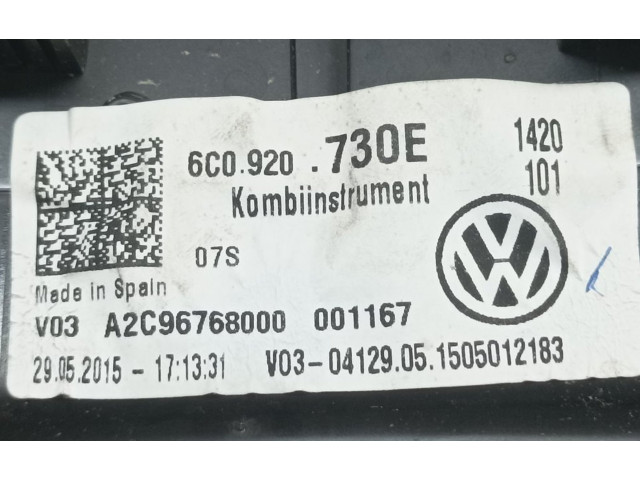 6C0.920 .730E 1420
Kombiinstrument 101
07S
Made in Spain
V03 A2C96768000 001167
29.05.2015 - 17:13:31 V03-04129.05.1505012183